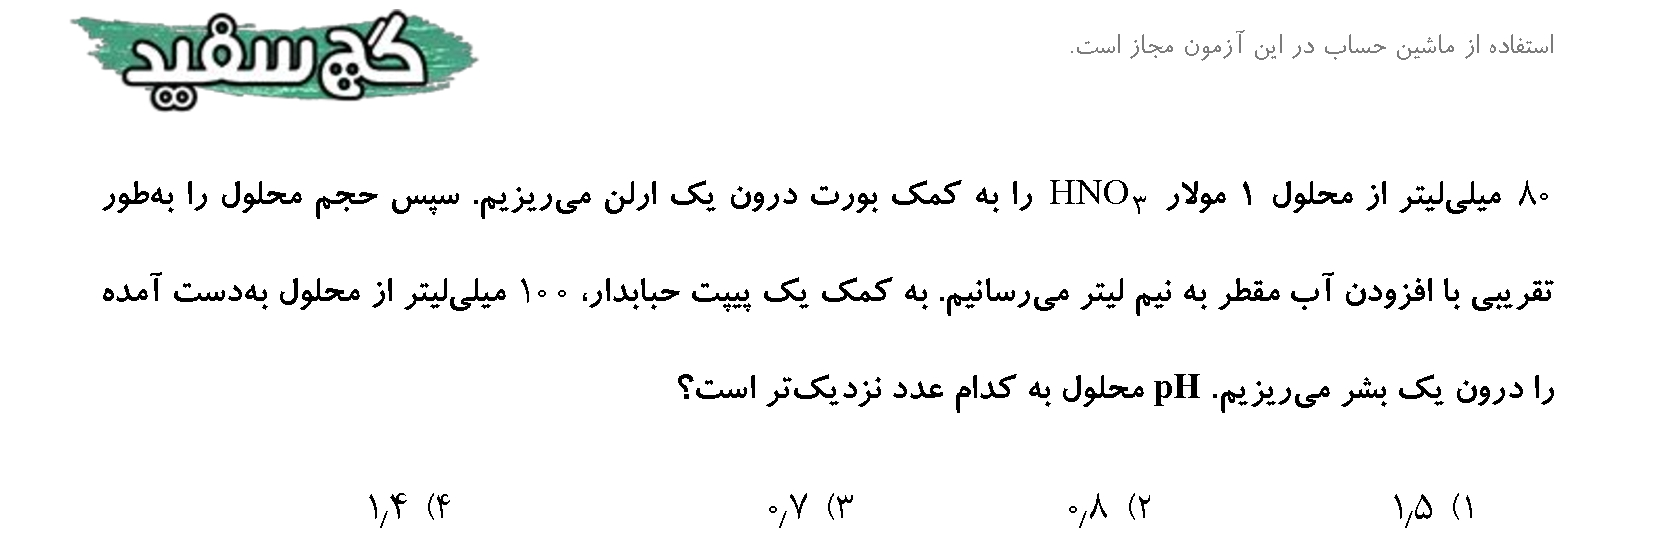 گچ سفید
استفاده از ماشین حساب در این آزمون مجاز است.
۸۰ میلی‌لیتر از محلول ۱ مولار HNO₃ را به کمک بورت درون یک ارلن می‌ریزیم. سپس حجم محلول را به‌طور
تقریبی با افزودن آب مقطر به نیم لیتر می‌رسانیم. به کمک یک پیپت حبابدار، ۱۰۰ میلی‌لیتر از محلول به‌دست آمده
را درون یک بشر می‌ریزیم. pH محلول به کدام عدد نزدیک‌تر است؟
۱) ۱٫۵ ۲) ۰٫۸ ۳) ۰٫۷ ۴) ۱٫۴